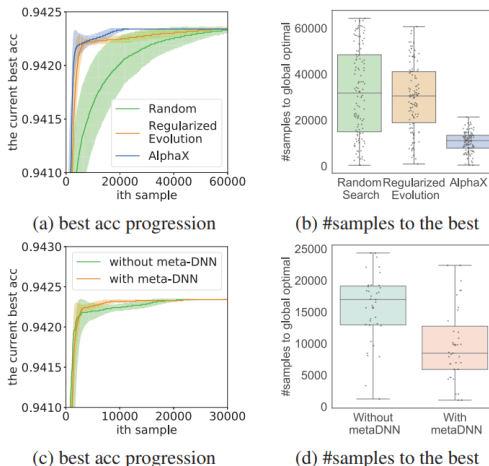 0.9425
0.9420
0.9415
0.9410
the current best acc
Random
Regularized
Evolution
AlphaX
0 20000 40000 60000
ith sample
(a) best acc progression
60000
40000
20000
0
#samples to global optimal
Random Regularized AlphaX
Search Evolution
(b) #samples to the best
0.9430
0.9425
0.9420
0.9415
0.9410
the current best acc
without meta-DNN
with meta-DNN
0 10000 20000 30000
ith sample
(c) best acc progression
25000
20000
15000
10000
5000
0
#samples to global optimal
Without With
metaDNN metaDNN
(d) #samples to the best